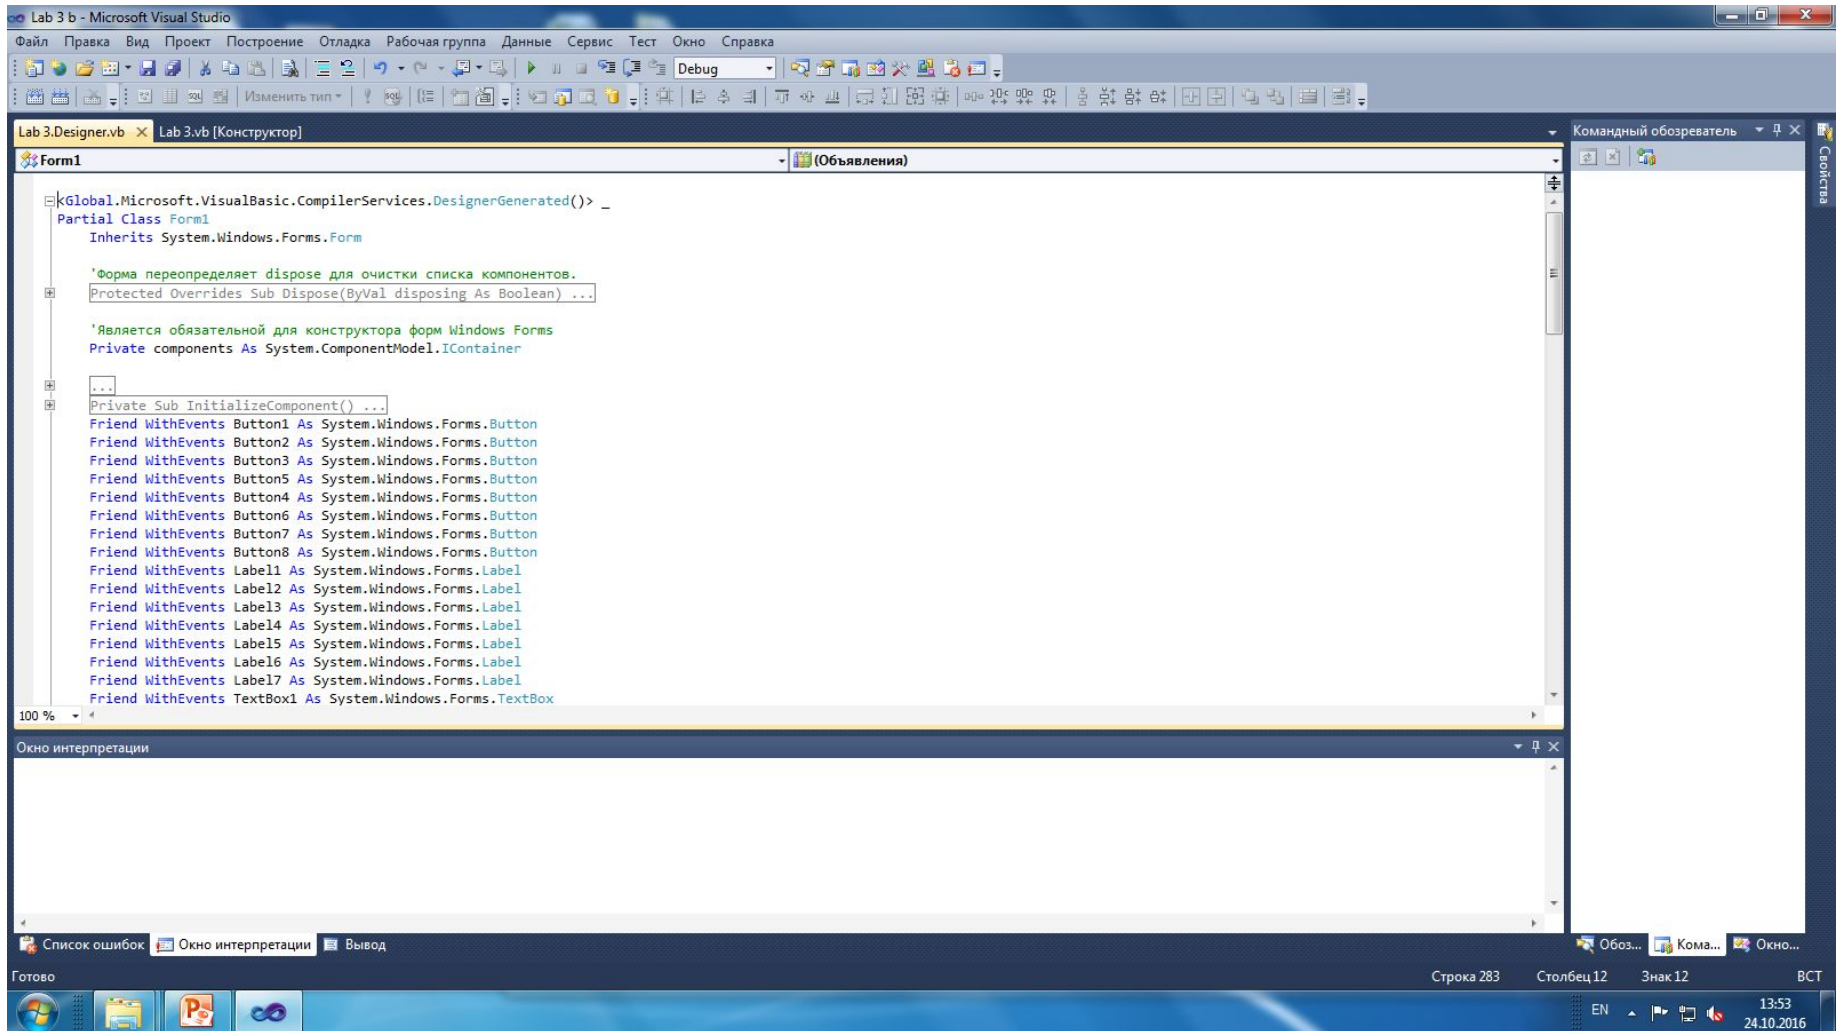 Lab 3 b - Microsoft Visual Studio
Файл Правка Вид Проект Построение Отладка Рабочая группа Данные Сервис Тест Окно Справка
Debug
Изменить тип
Lab 3.Designer.vb Lab 3.vb [Конструктор]
Командный обозреватель
Свойства
Form1
(Объявления)
<Global.Microsoft.VisualBasic.CompilerServices.DesignerGenerated()> _
Partial Class Form1
Inherits System.Windows.Forms.Form
'Форма переопределяет dispose для очистки списка компонентов.
Protected Overrides Sub Dispose(ByVal disposing As Boolean) ...
'Является обязательной для конструктора форм Windows Forms
Private components As System.ComponentModel.IContainer
...
Private Sub InitializeComponent() ...
Friend WithEvents Button1 As System.Windows.Forms.Button
Friend WithEvents Button2 As System.Windows.Forms.Button
Friend WithEvents Button3 As System.Windows.Forms.Button
Friend WithEvents Button5 As System.Windows.Forms.Button
Friend WithEvents Button4 As System.Windows.Forms.Button
Friend WithEvents Button6 As System.Windows.Forms.Button
Friend WithEvents Button7 As System.Windows.Forms.Button
Friend WithEvents Button8 As System.Windows.Forms.Button
Friend WithEvents Label1 As System.Windows.Forms.Label
Friend WithEvents Label2 As System.Windows.Forms.Label
Friend WithEvents Label3 As System.Windows.Forms.Label
Friend WithEvents Label4 As System.Windows.Forms.Label
Friend WithEvents Label5 As System.Windows.Forms.Label
Friend WithEvents Label6 As System.Windows.Forms.Label
Friend WithEvents Label7 As System.Windows.Forms.Label
Friend WithEvents TextBox1 As System.Windows.Forms.TextBox
100 %
Окно интерпретации
Список ошибок Окно интерпретации Вывод
Обоз... Кома... Окно...
Готово
Строка 283 Столбец 12 Знак 12 ВСТ
EN
13:53
24.10.2016